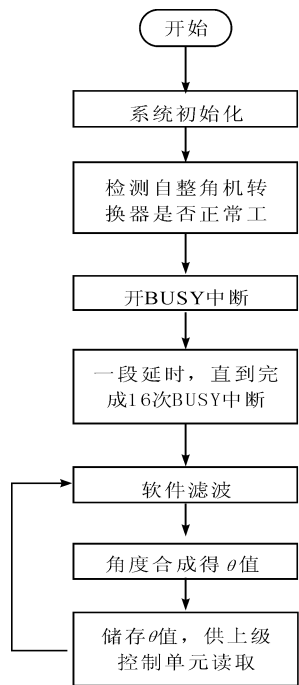 开始
系统初始化
检测自整角机转
换器是否正常工
开BUSY中断
一段延时，直到完
成16次BUSY中断
软件滤波
角度合成得θ值
储存θ值，供上级
控制单元读取